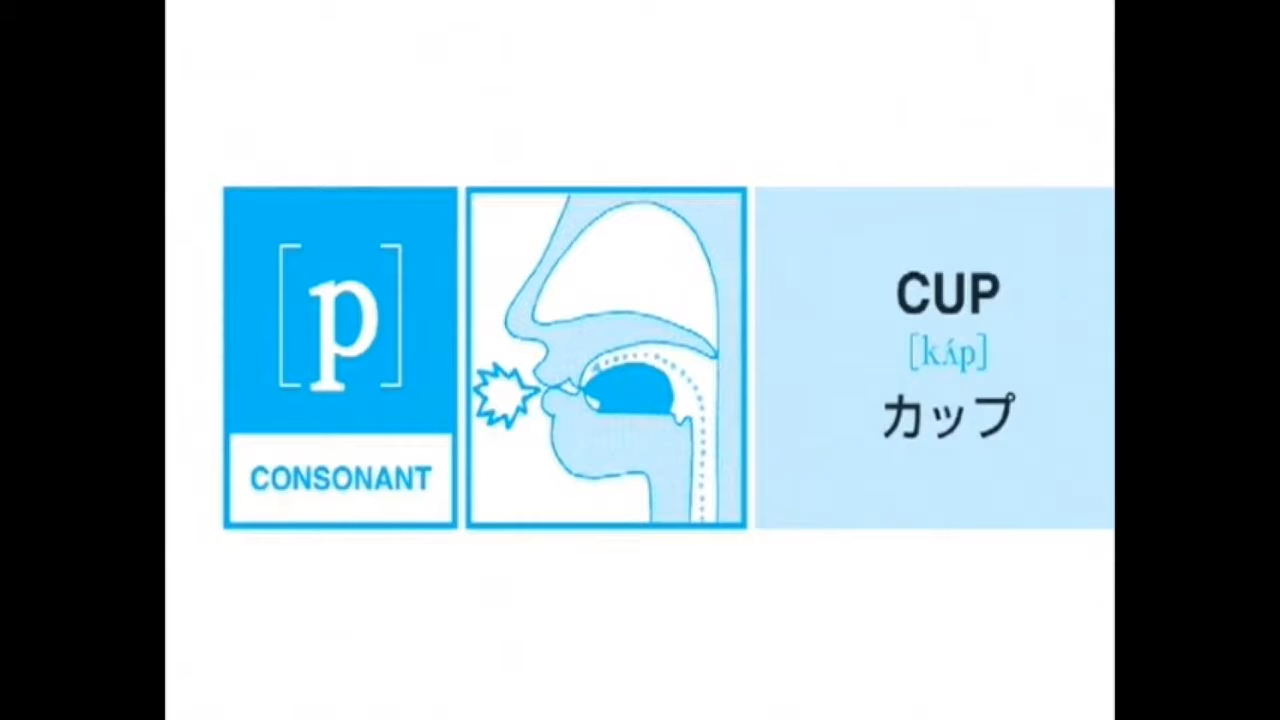 [p]
CONSONANT
CUP
[kʌ́p]
カップ